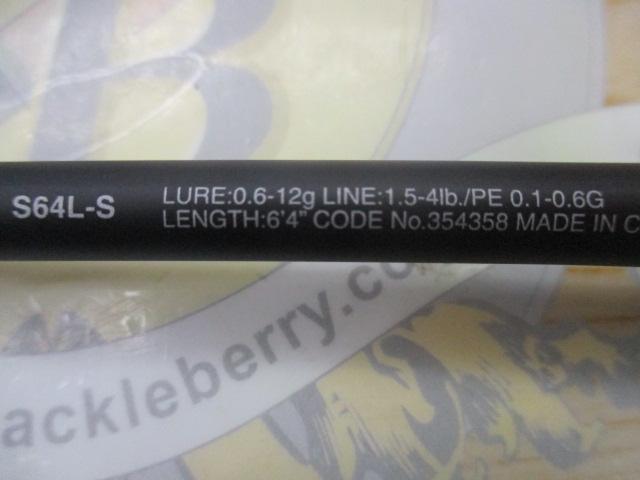 S64L-S
LURE:0.6-12g LINE:1.5-4lb./PE 0.1-0.6G
LENGTH:6'4" CODE No.354358 MADE IN C
ackleberry.co
B